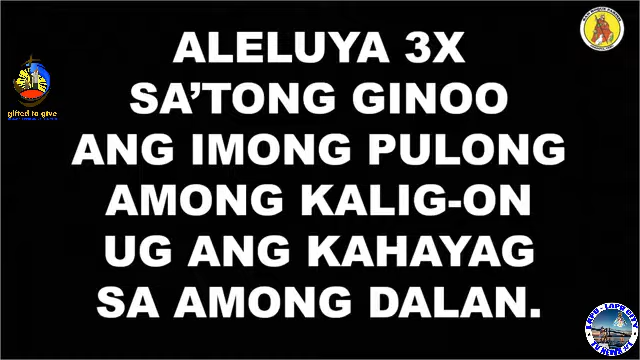 ALELUYA 3X
SA'TONG GINOO
ANG IMONG PULONG
AMONG KALIG-ON
UG ANG KAHAYAG
SA AMONG DALAN.
gifted to give